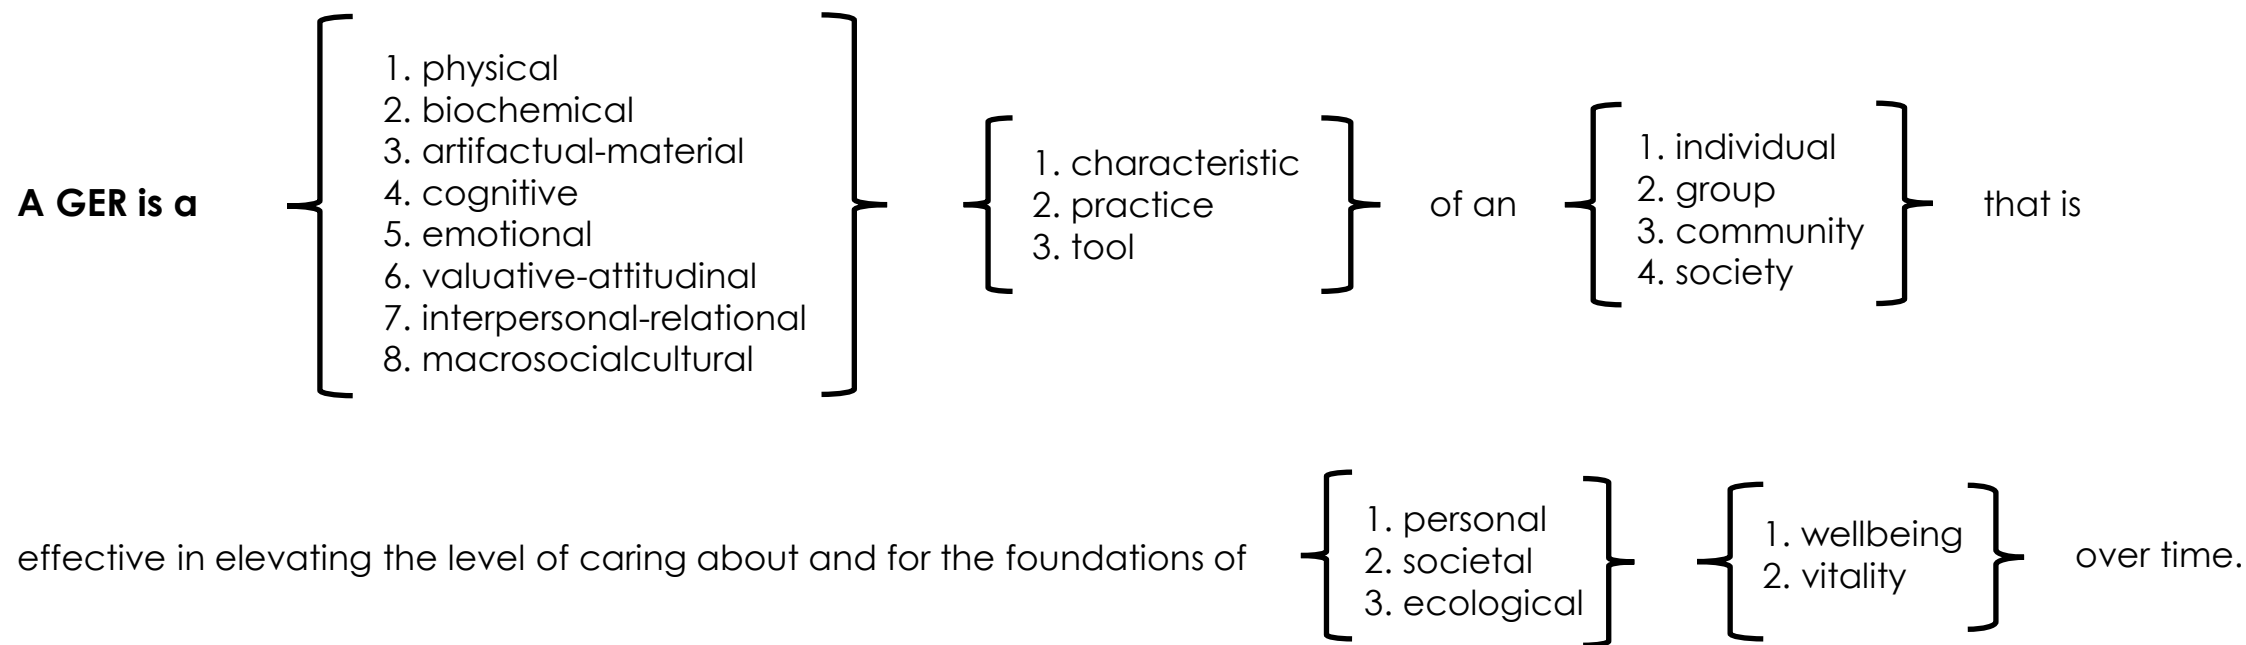 A GER is a
1. physical
2. biochemical
3. artifactual-material
4. cognitive
5. emotional
6. valuative-attitudinal
7. interpersonal-relational
8. macrosocialcultural
1. characteristic
2. practice
3. tool
of an
1. individual
2. group
3. community
4. society
that is
effective in elevating the level of caring about and for the foundations of
1. personal
2. societal
3. ecological
1. wellbeing
2. vitality
over time.